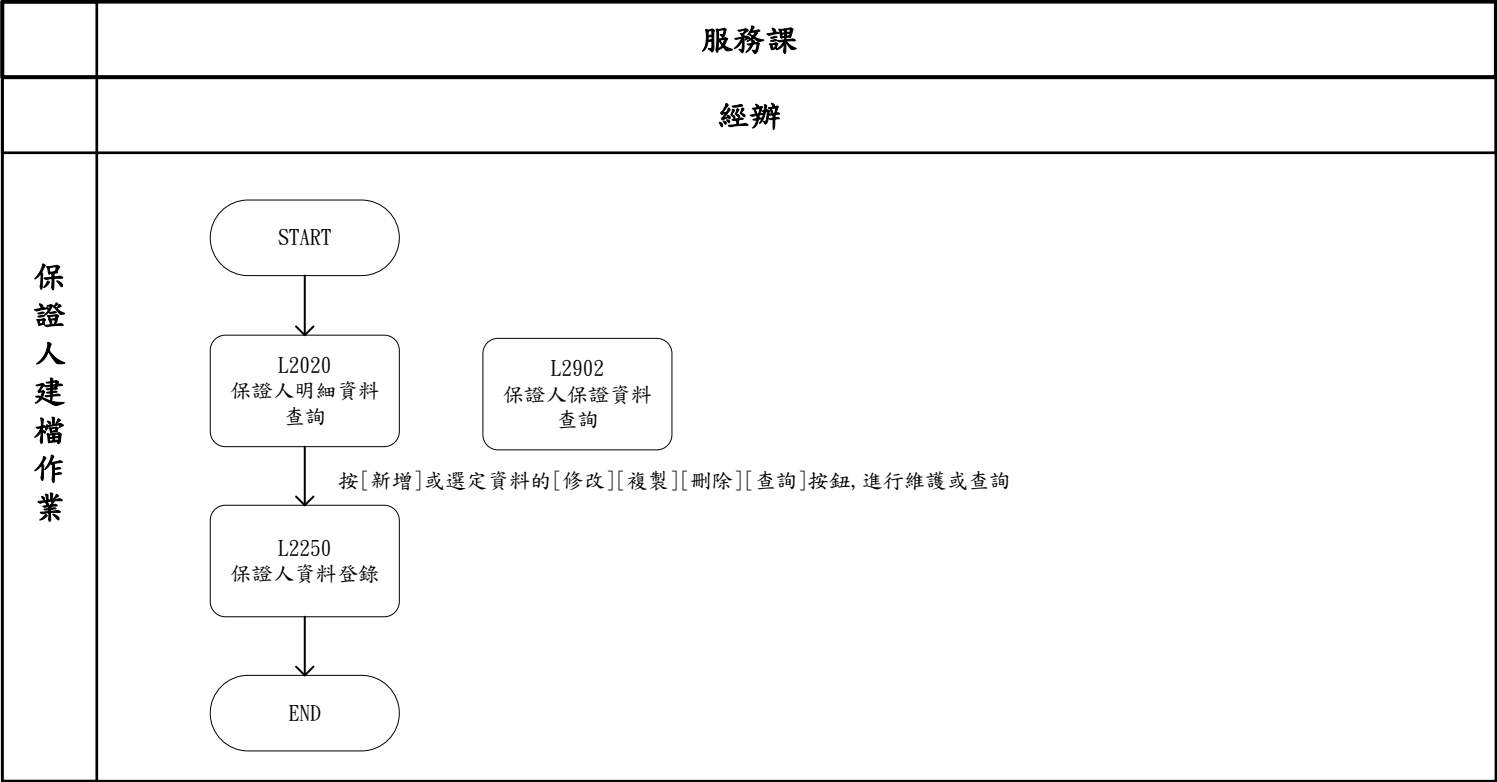 服務課
經辦
保
證
人
建
檔
作
業
START
L2020
保證人明細資料
查詢
L2902
保證人保證資料
查詢
按[新增]或選定資料的[修改][複製][刪除][查詢]按鈕,進行維護或查詢
L2250
保證人資料登錄
END